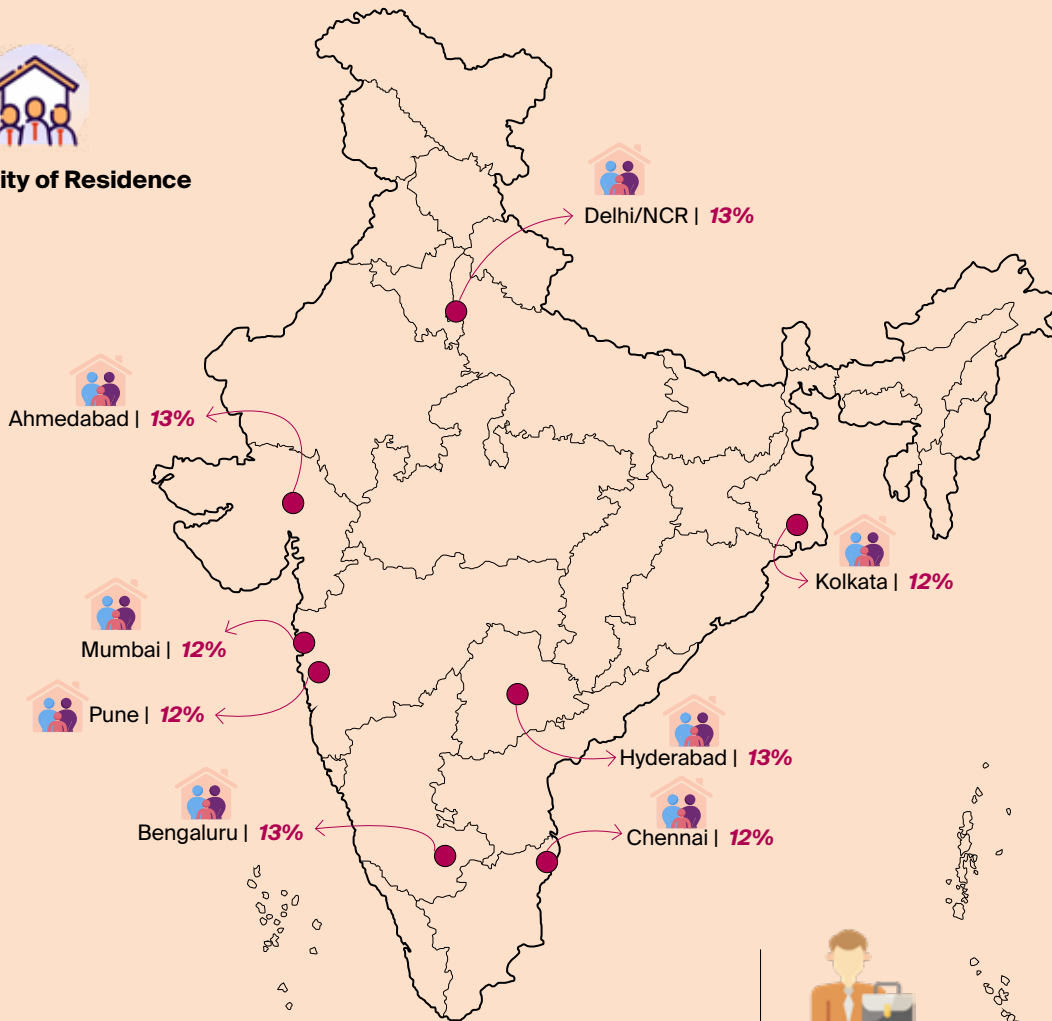 ity of Residence
Delhi/NCR | 13%
Ahmedabad | 13%
Kolkata | 12%
Mumbai | 12%
Pune | 12%
Hyderabad | 13%
Bengaluru | 13%
Chennai | 12%